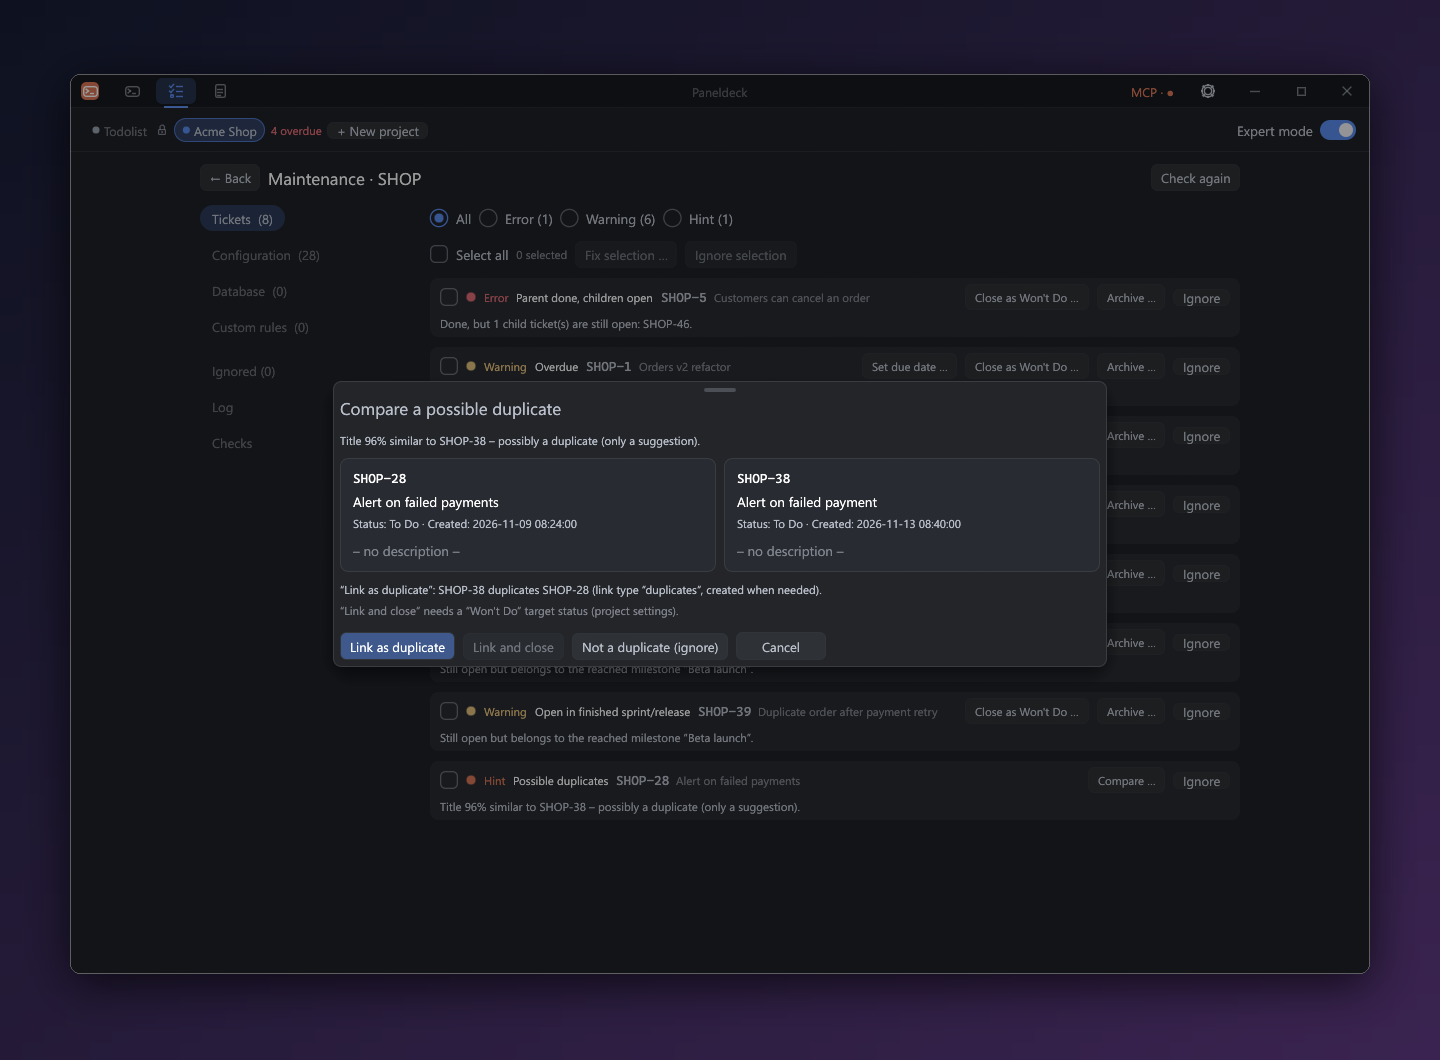 Paneldeck
MCP ·
Todolist
Acme Shop
4 overdue
+ New project
Expert mode
← Back
Maintenance · SHOP
Check again
Tickets (8)
Configuration (28)
Database (0)
Custom rules (0)
Ignored (0)
Log
Checks
All
Error (1)
Warning (6)
Hint (1)
Select all
0 selected
Fix selection ...
Ignore selection
Error Parent done, children open SHOP-5 Customers can cancel an order
Close as Won't Do ...
Archive ...
Ignore
Done, but 1 child ticket(s) are still open: SHOP-46.
Warning Overdue SHOP-1 Orders v2 refactor
Set due date ...
Close as Won't Do ...
Archive ...
Ignore
Archive ...
Ignore
Archive ...
Ignore
Archive ...
Ignore
Archive ...
Ignore
Compare a possible duplicate
Title 96% similar to SHOP-38 – possibly a duplicate (only a suggestion).
SHOP-28
Alert on failed payments
Status: To Do · Created: 2026-11-09 08:24:00
– no description –
SHOP-38
Alert on failed payment
Status: To Do · Created: 2026-11-13 08:40:00
– no description –
“Link as duplicate”: SHOP-38 duplicates SHOP-28 (link type “duplicates”, created when needed).
“Link and close” needs a “Won't Do” target status (project settings).
Link as duplicate
Link and close
Not a duplicate (ignore)
Cancel
Still open but belongs to the reached milestone “Beta launch”.
Warning Open in finished sprint/release SHOP-39 Duplicate order after payment retry
Close as Won't Do ...
Archive ...
Ignore
Still open but belongs to the reached milestone “Beta launch”.
Hint Possible duplicates SHOP-28 Alert on failed payments
Compare ...
Ignore
Title 96% similar to SHOP-38 – possibly a duplicate (only a suggestion).